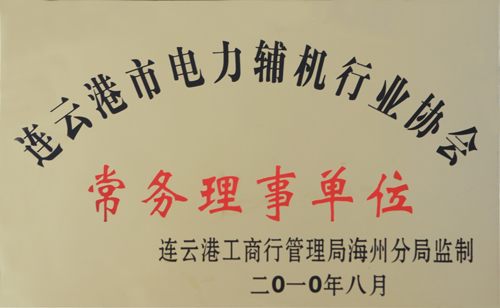 连云港市电力辅机行业协会
常务理事单位
连云港工商行管理局海州分局监制
二0一0年八月